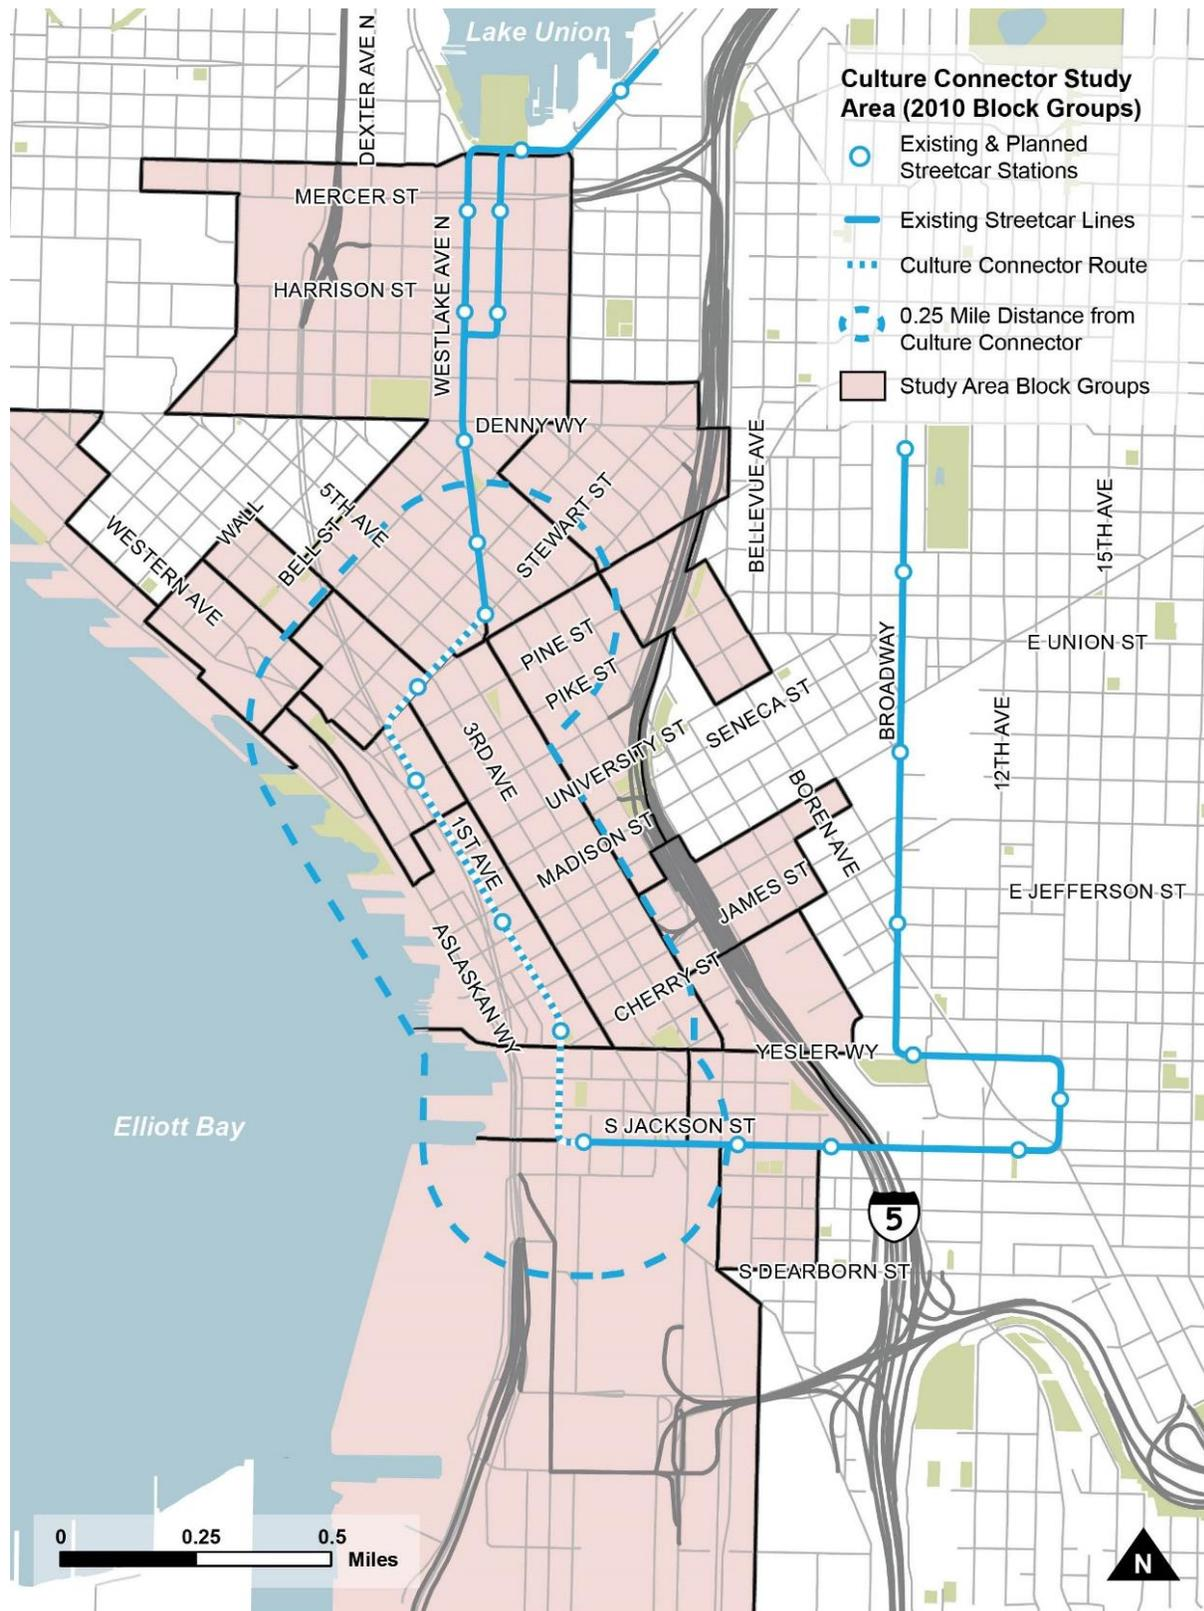 Lake Union
DEXTER AVE N
Culture Connector Study
Area (2010 Block Groups)
Existing & Planned
Streetcar Stations
Existing Streetcar Lines
Culture Connector Route
0.25 Mile Distance from
Culture Connector
Study Area Block Groups
MERCER ST
HARRISON ST
WESTLAKE AVE N
DENNY WY
BELLEVUE AVE
15TH AVE
WESTERN AVE
WALL
BELL ST
5TH AVE
STEWART ST
E UNION ST
PINE ST
PIKE ST
BROADWAY
SENECA ST
12TH AVE
3RD AVE
UNIVERSITY ST
BOREN AVE
1ST AVE
MADISON ST
JAMES ST
E JEFFERSON ST
ASLASKAN WY
CHERRY ST
YESLER WY
Elliott Bay
S JACKSON ST
5
S DEARBORN ST
0 0.25 0.5
Miles
N